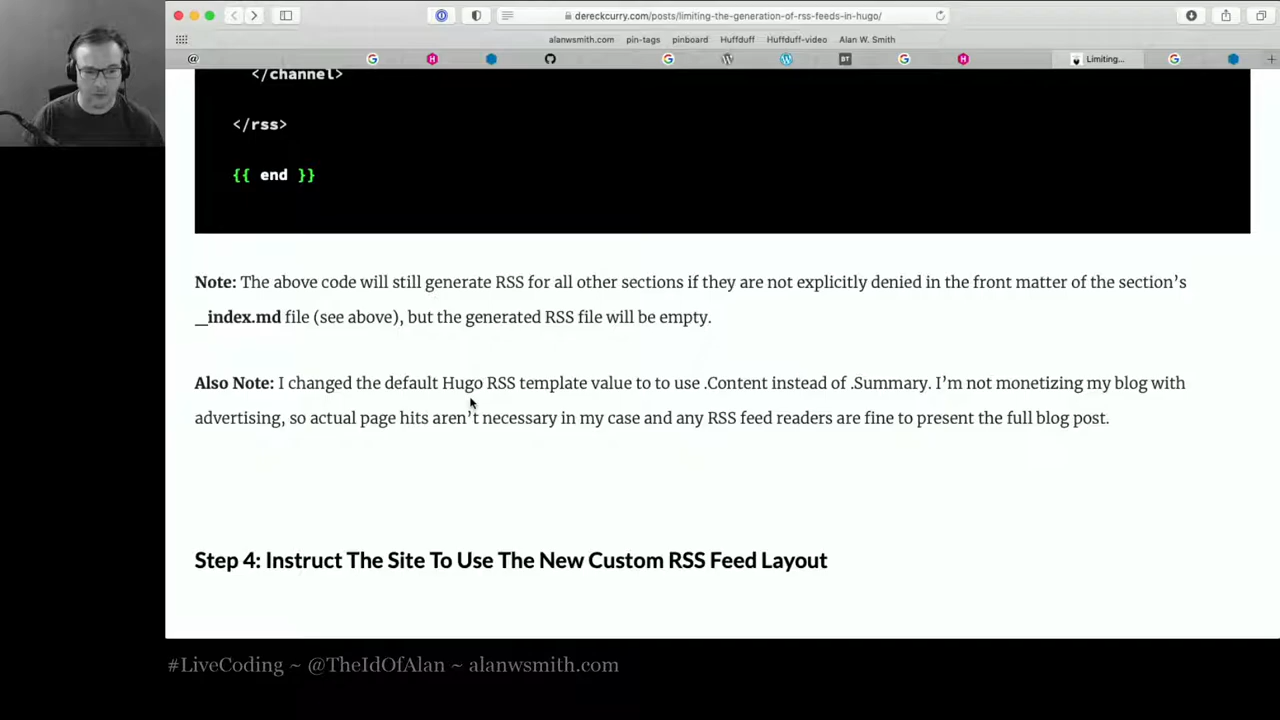 dereckcurry.com/posts/limiting-the-generation-of-rss-feeds-in-hugo/
alanwsmith.com pin-tags pinboard Huffduff Huffduff-video Alan W. Smith
Limiting...
</channel>
</rss>
{{ end }}
Note: The above code will still generate RSS for all other sections if they are not explicitly denied in the front matter of the section's
_index.md file (see above), but the generated RSS file will be empty.
Also Note: I changed the default Hugo RSS template value to to use .Content instead of .Summary. I'm not monetizing my blog with
advertising, so actual page hits aren't necessary in my case and any RSS feed readers are fine to present the full blog post.
Step 4: Instruct The Site To Use The New Custom RSS Feed Layout
#LiveCoding ~ @TheIdOfAlan ~ alanwsmith.com